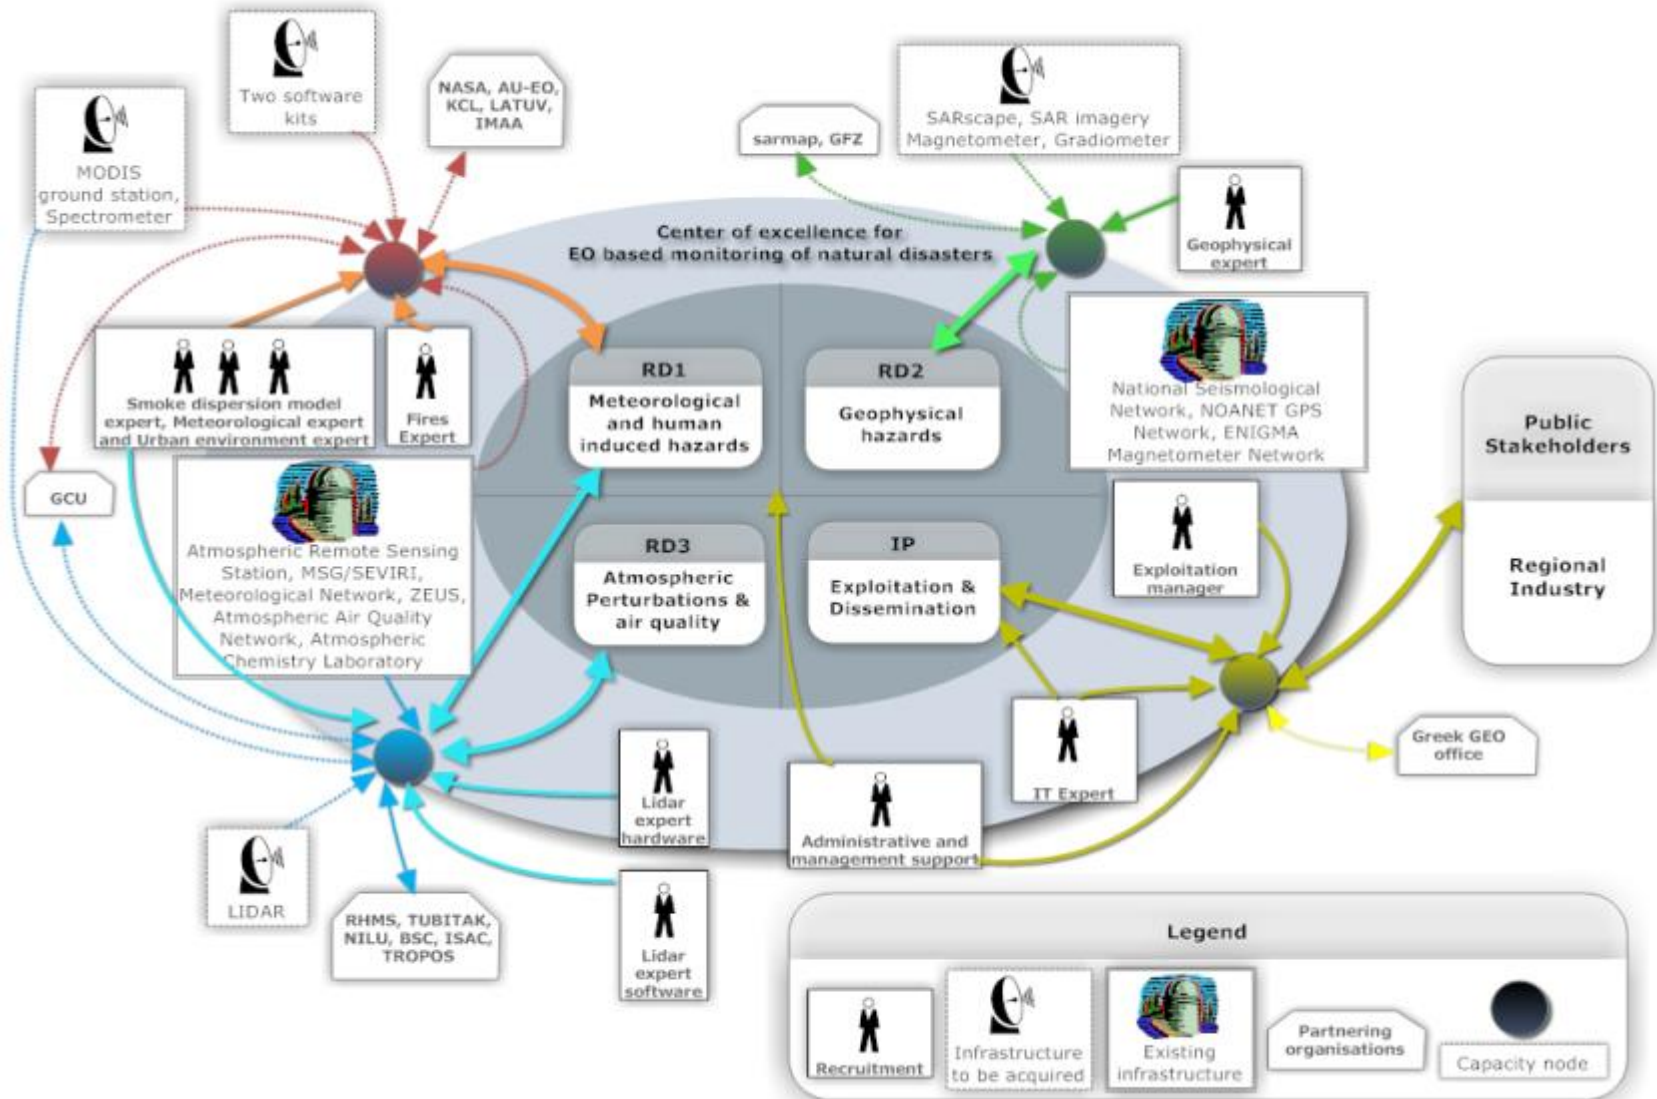 Two software
kits
NASA, AU-EO,
KCL, LATUV,
IMAA
MODIS
ground station,
Spectrometer
sarmap, GFZ
SARscape, SAR imagery
Magnetometer, Gradiometer
Geophysical
expert
Center of excellence for
EO based monitoring of natural disasters
Smoke dispersion model
expert, Meteorological expert
and Urban environment expert
Fires
Expert
RD1
Meteorological
and human
induced hazards
RD2
Geophysical
hazards
National Seismological
Network, NOANET GPS
Network, ENIGMA
Magnetometer Network
Public
Stakeholders
Regional
Industry
GCU
Atmospheric Remote Sensing
Station, MSG/SEVIRI,
Meteorological Network, ZEUS,
Atmospheric Air Quality
Network, Atmospheric
Chemistry Laboratory
RD3
Atmospheric
Perturbations &
air quality
IP
Exploitation &
Dissemination
Exploitation
manager
Greek GEO
office
IT Expert
Lidar
expert
hardware
Administrative and
management support
LIDAR
RHMS, TUBITAK,
NILU, BSC, ISAC,
TROPOS
Lidar
expert
software
Legend
Recruitment
Infrastructure
to be acquired
Existing
infrastructure
Partnering
organisations
Capacity node